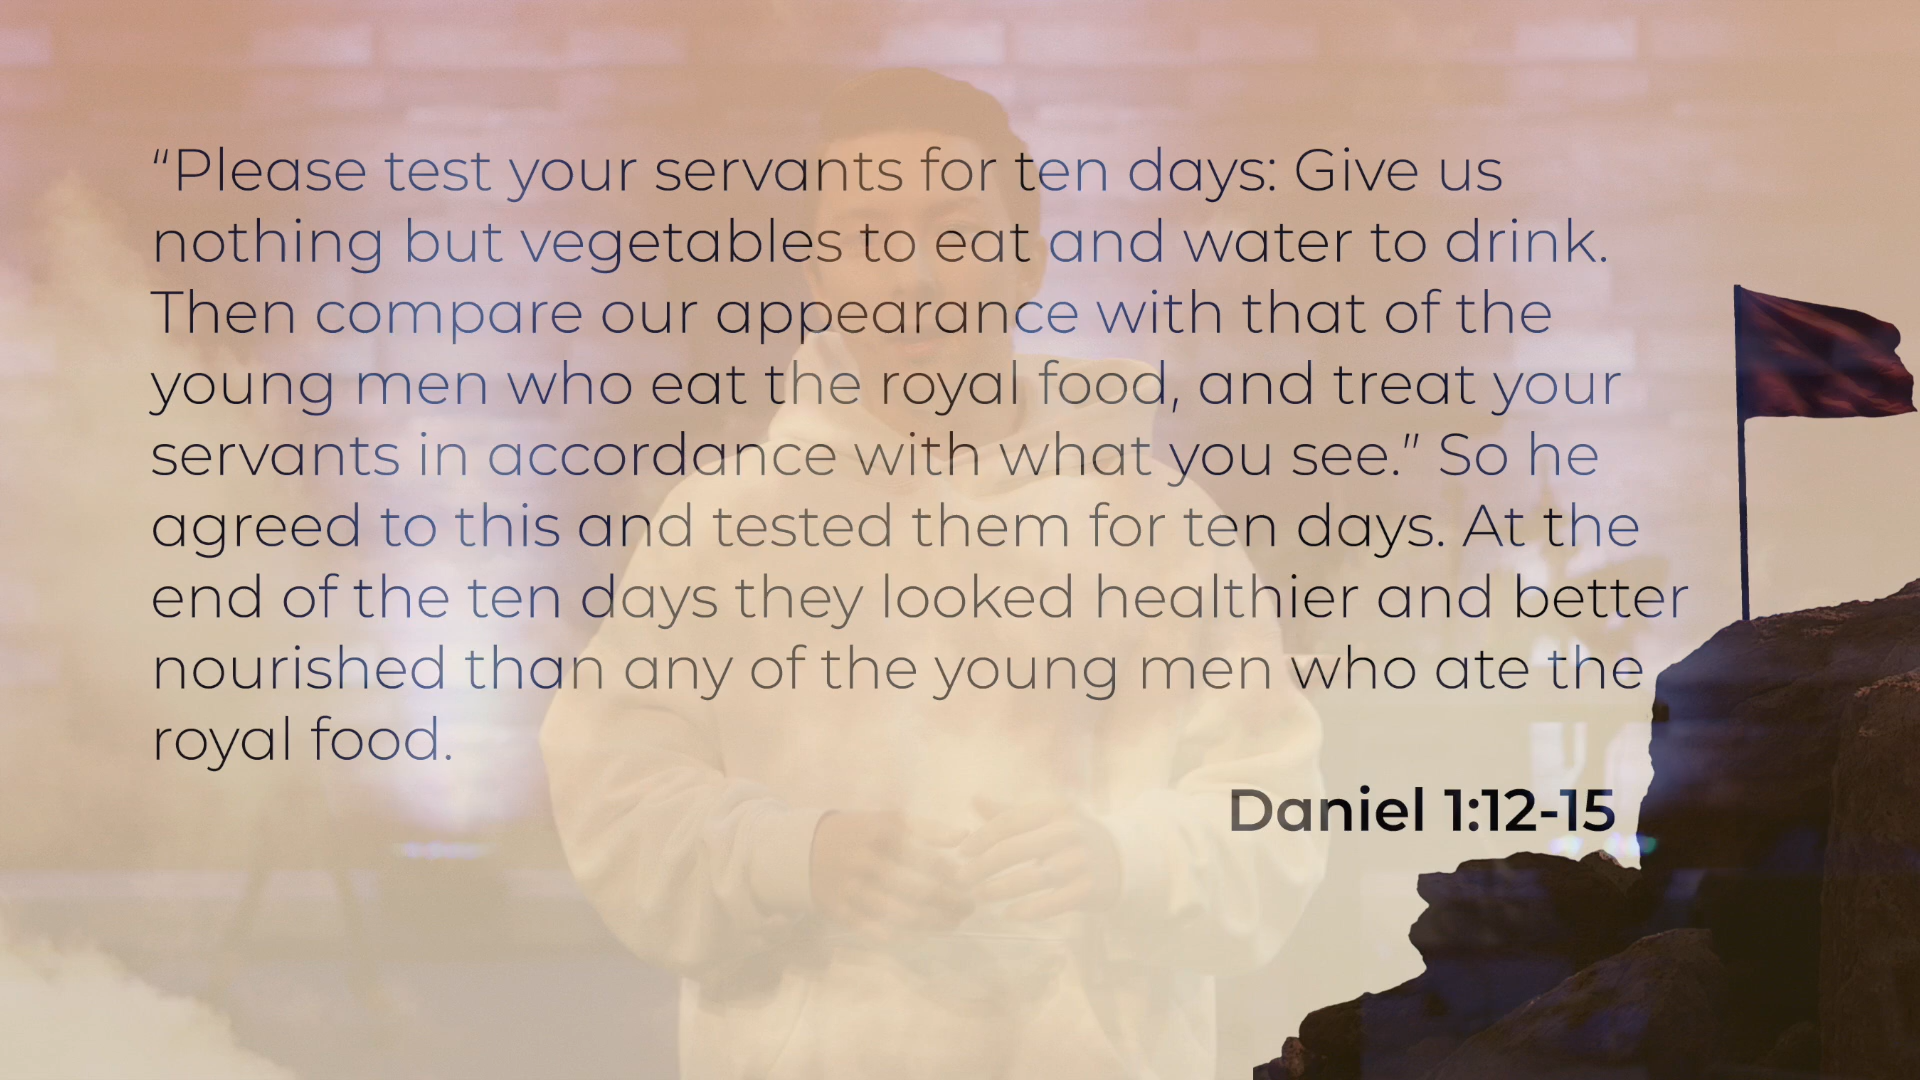 “Please test your servants for ten days: Give us
nothing but vegetables to eat and water to drink.
Then compare our appearance with that of the
young men who eat the royal food, and treat your
servants in accordance with what you see.” So he
agreed to this and tested them for ten days. At the
end of the ten days they looked healthier and better
nourished than any of the young men who ate the
royal food.
Daniel 1:12-15